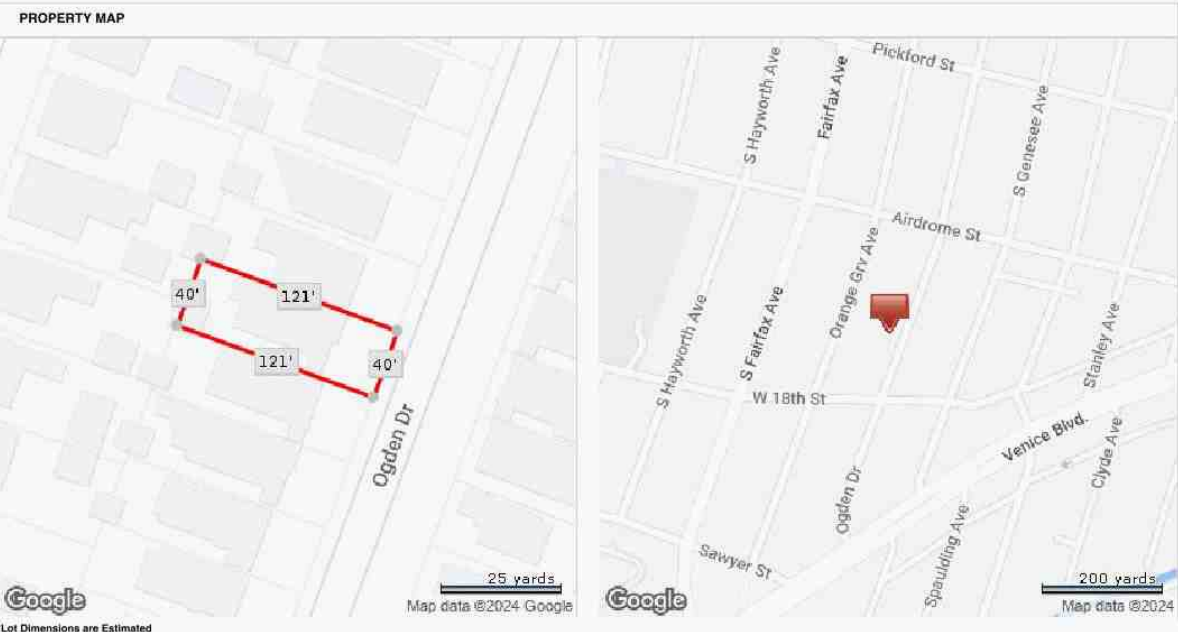 PROPERTY MAP
40'
121'
121'
40'
Ogden Dr
Google
25 yards
Map data ©2024 Google
Pickford St
S Hayworth Ave
Fairfax Ave
S Genesee Ave
Airdrome St
Orange Grv Ave
S Hayworth Ave
S Fairfax Ave
Stanley Ave
W 18th St
Venice Blvd.
Clyde Ave
Ogden Dr
Sawyer St
Spaulding Ave
Google
200 yards
Map data ©2024
Lot Dimensions are Estimated